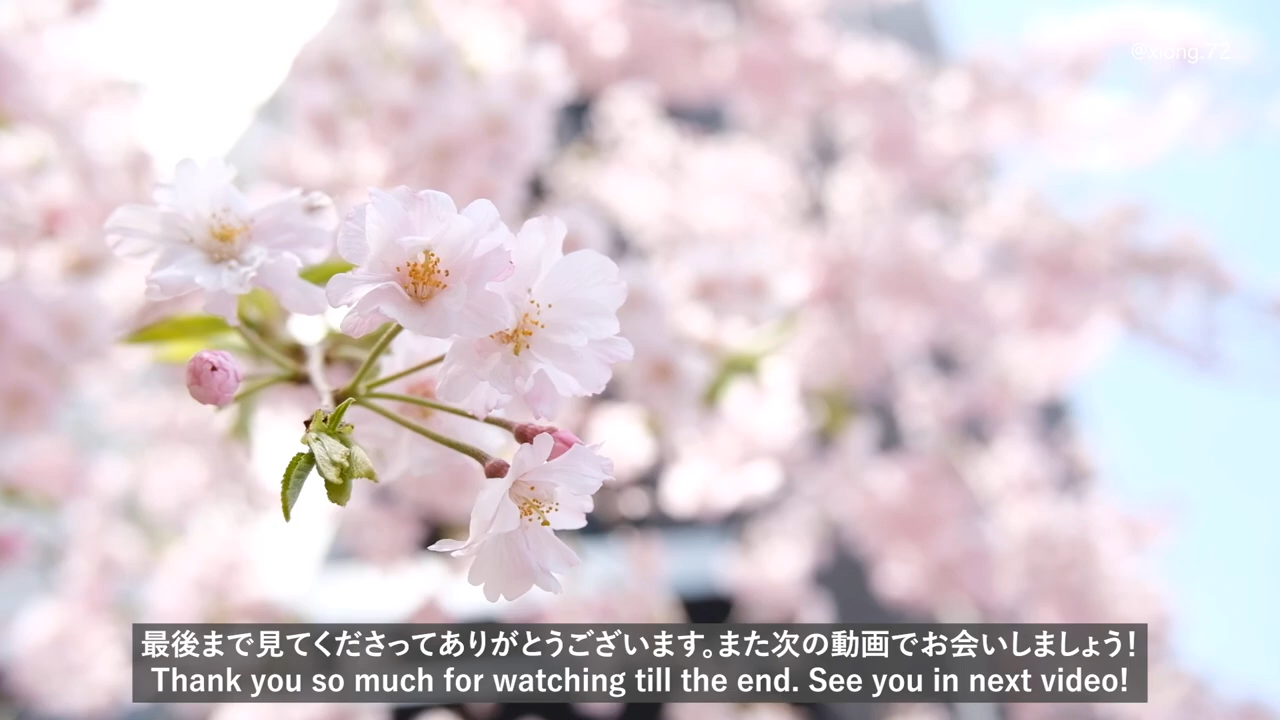 @xiong.72
最後まで見てくださってありがとうございます。また次の動画でお会いしましょう！
Thank you so much for watching till the end. See you in next video!